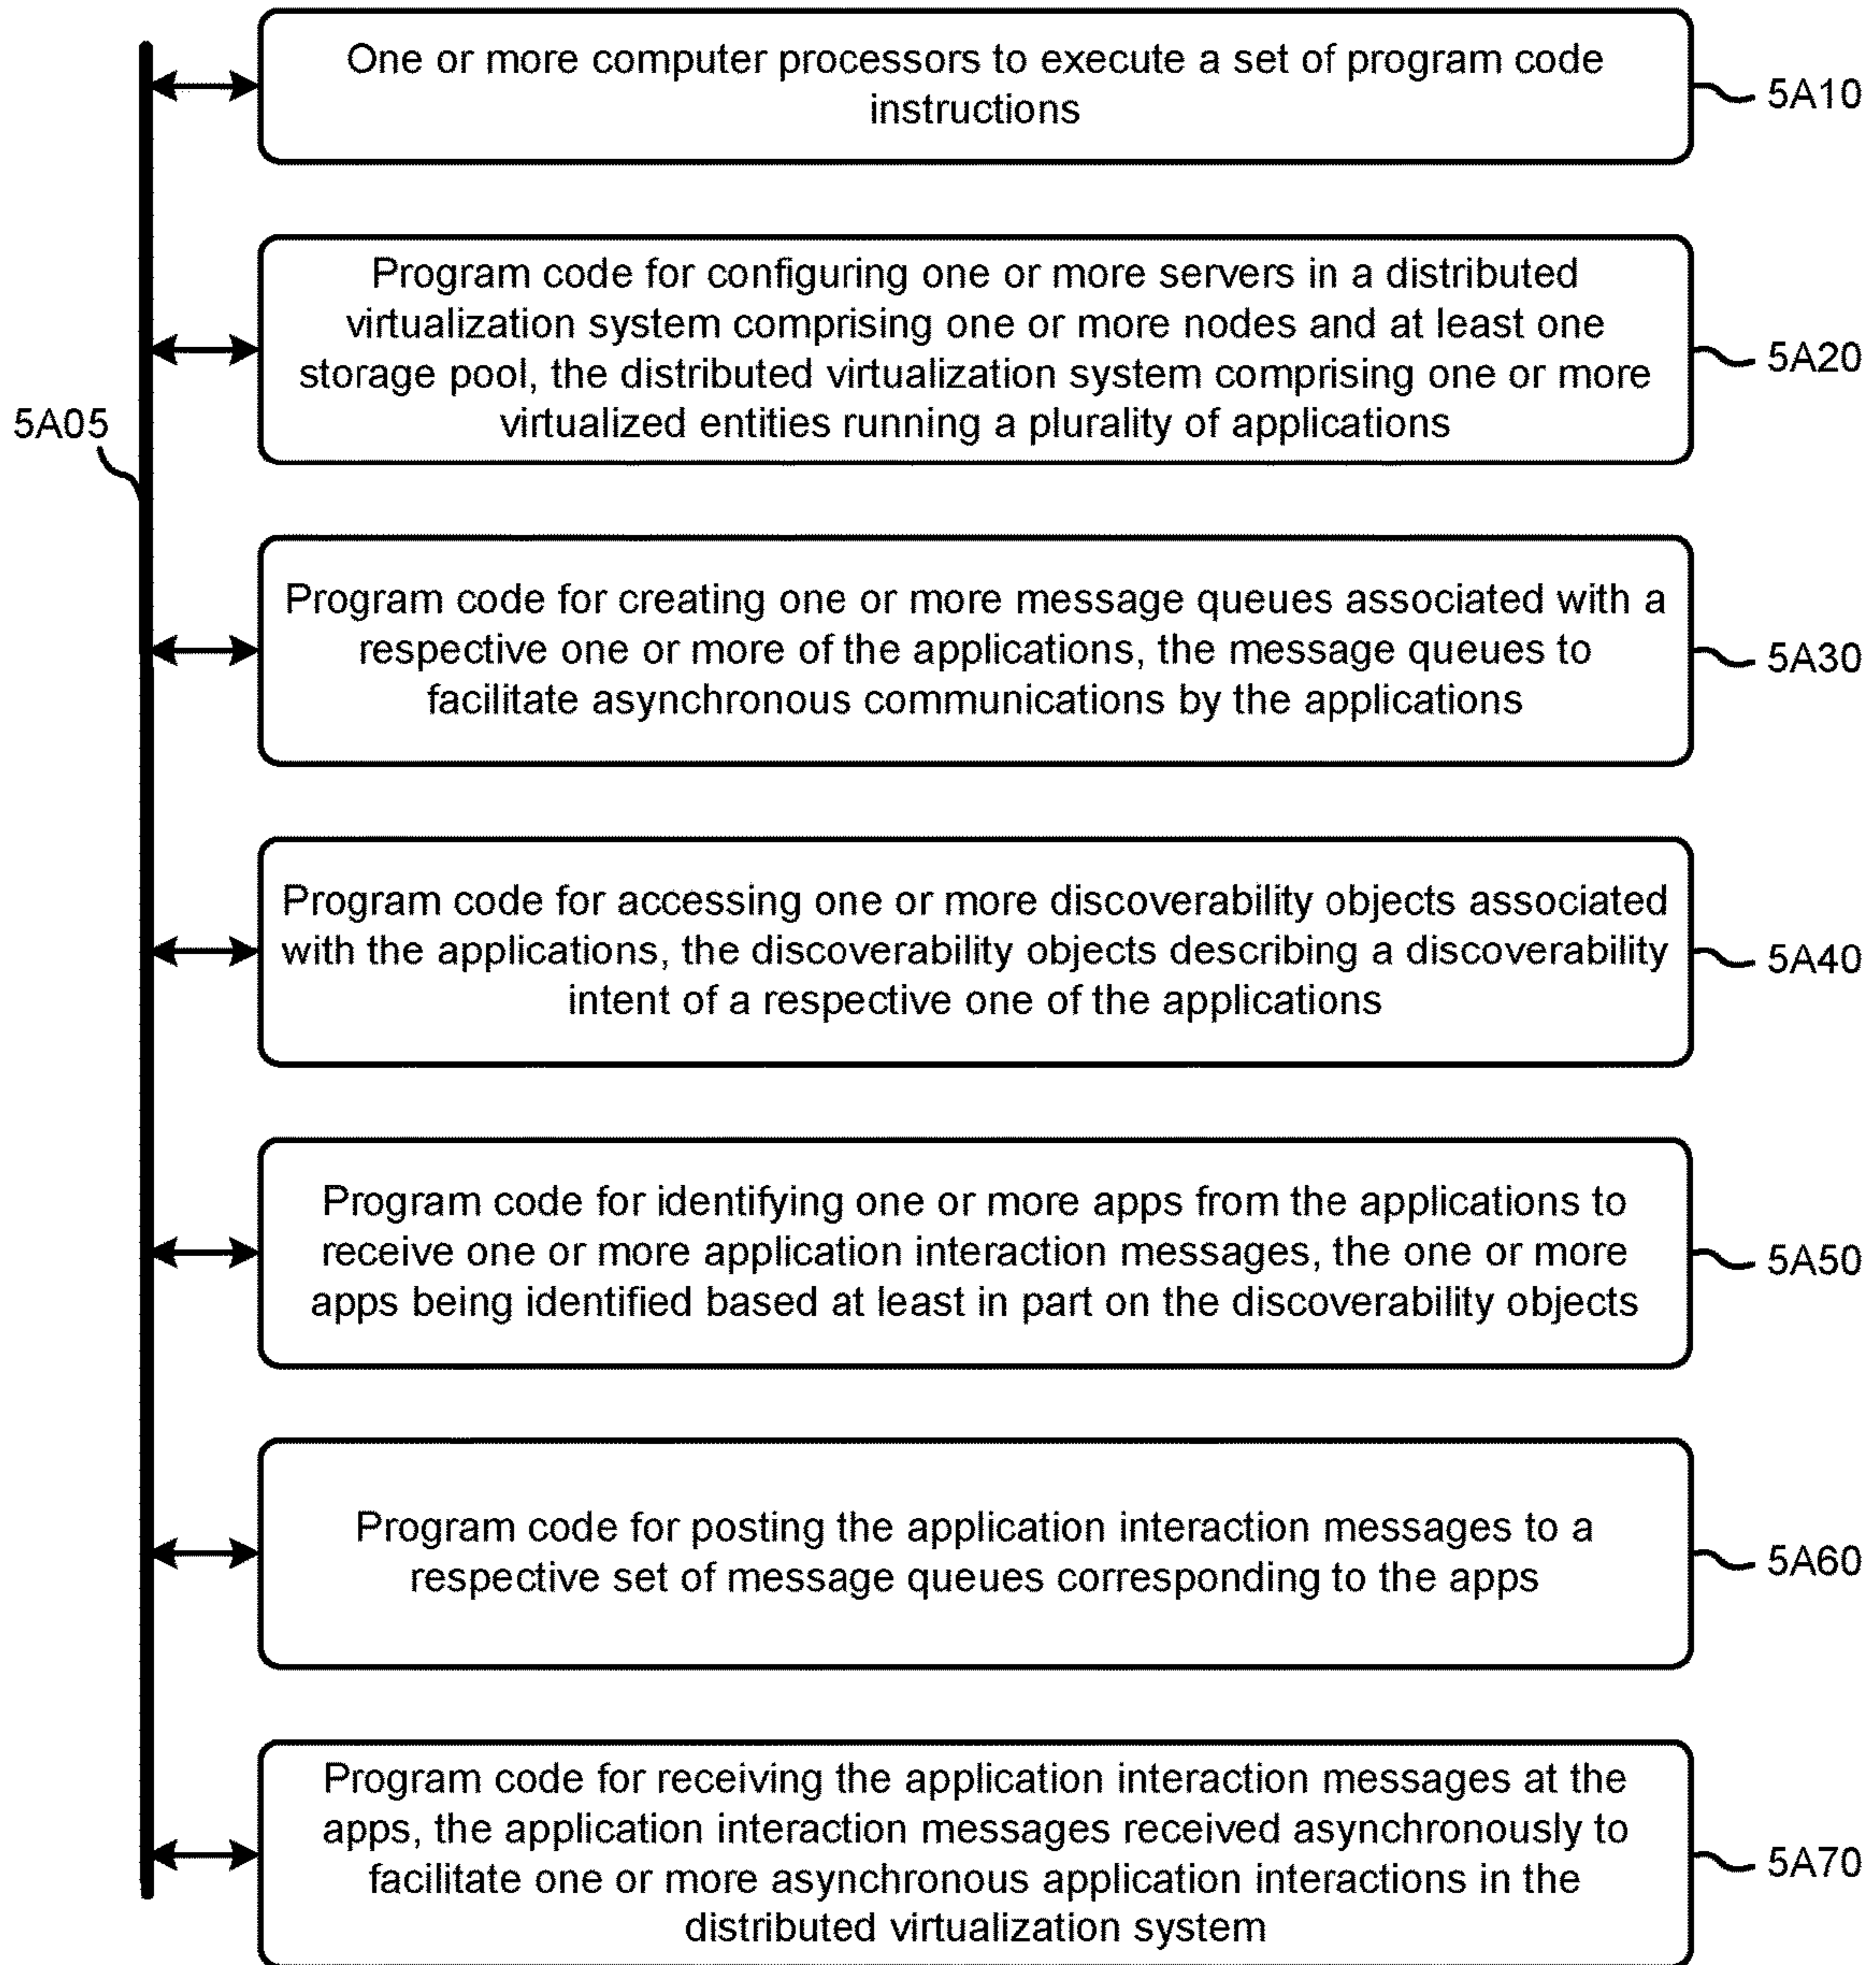 One or more computer processors to execute a set of program code
instructions
5A10
Program code for configuring one or more servers in a distributed
virtualization system comprising one or more nodes and at least one
storage pool, the distributed virtualization system comprising one or more
virtualized entities running a plurality of applications
5A20
5A05
Program code for creating one or more message queues associated with a
respective one or more of the applications, the message queues to
facilitate asynchronous communications by the applications
5A30
Program code for accessing one or more discoverability objects associated
with the applications, the discoverability objects describing a discoverability
intent of a respective one of the applications
5A40
Program code for identifying one or more apps from the applications to
receive one or more application interaction messages, the one or more
apps being identified based at least in part on the discoverability objects
5A50
Program code for posting the application interaction messages to a
respective set of message queues corresponding to the apps
5A60
Program code for receiving the application interaction messages at the
apps, the application interaction messages received asynchronously to
facilitate one or more asynchronous application interactions in the
distributed virtualization system
5A70